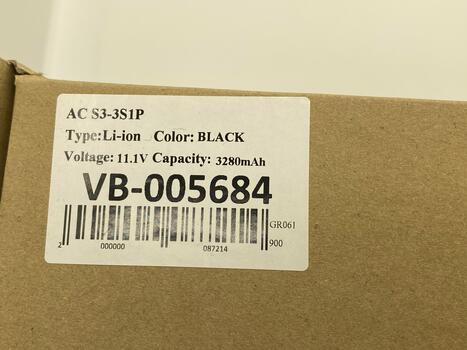 AC S3-3S1P
Type:Li-ion Color: BLACK
Voltage: 11.1V Capacity: 3280mAh
VB-005684
GR061
2 000000 087214 900